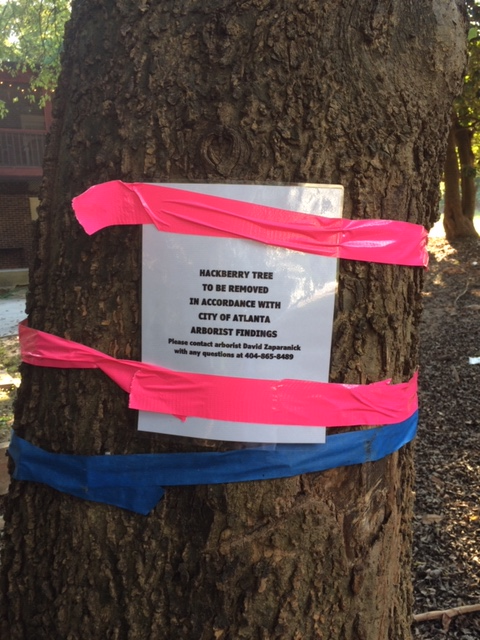 HACKBERRY TREE
TO BE REMOVED
IN ACCORDANCE WITH
CITY OF ATLANTA
ARBORIST FINDINGS
Please contact arborist David Zaparanick
with any questions at 404-865-8489